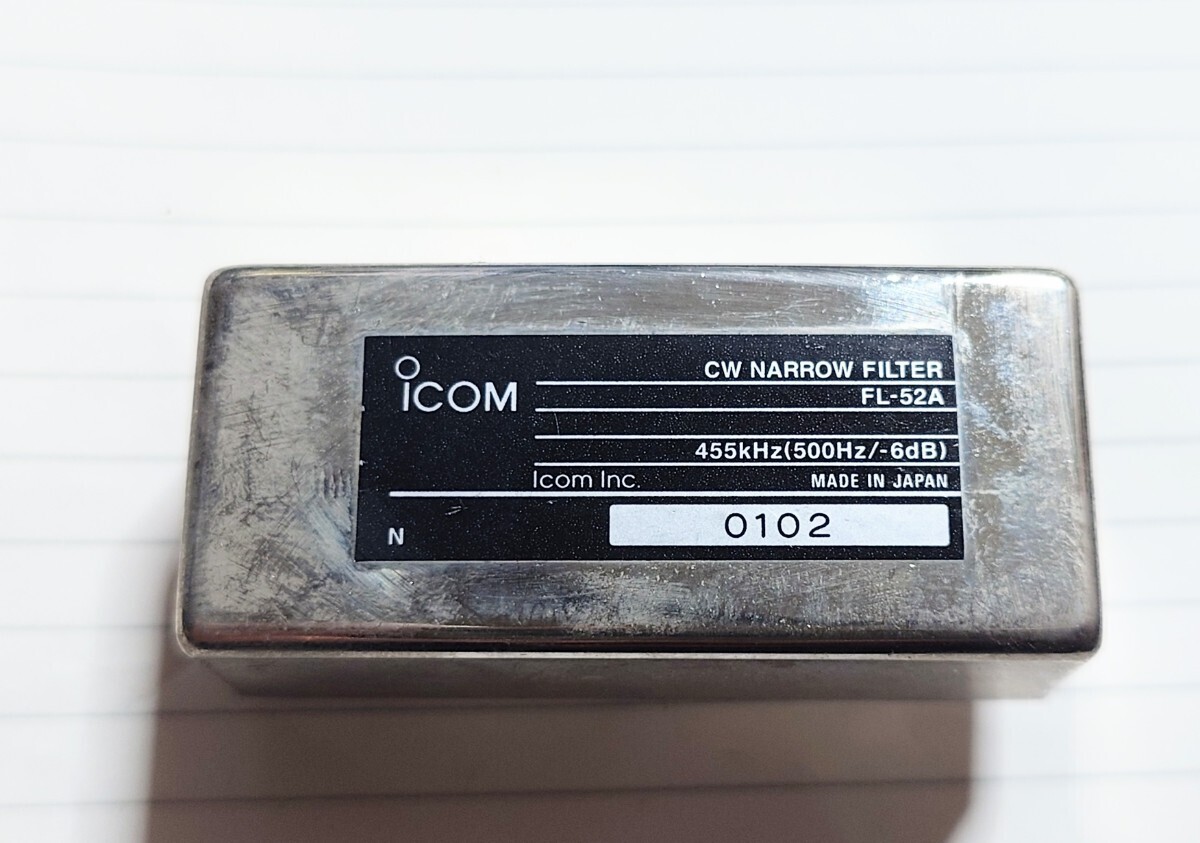 ICOM
CW NARROW FILTER
FL-52A
455kHz(500Hz/-6dB)
Icom Inc. MADE IN JAPAN
N 0102